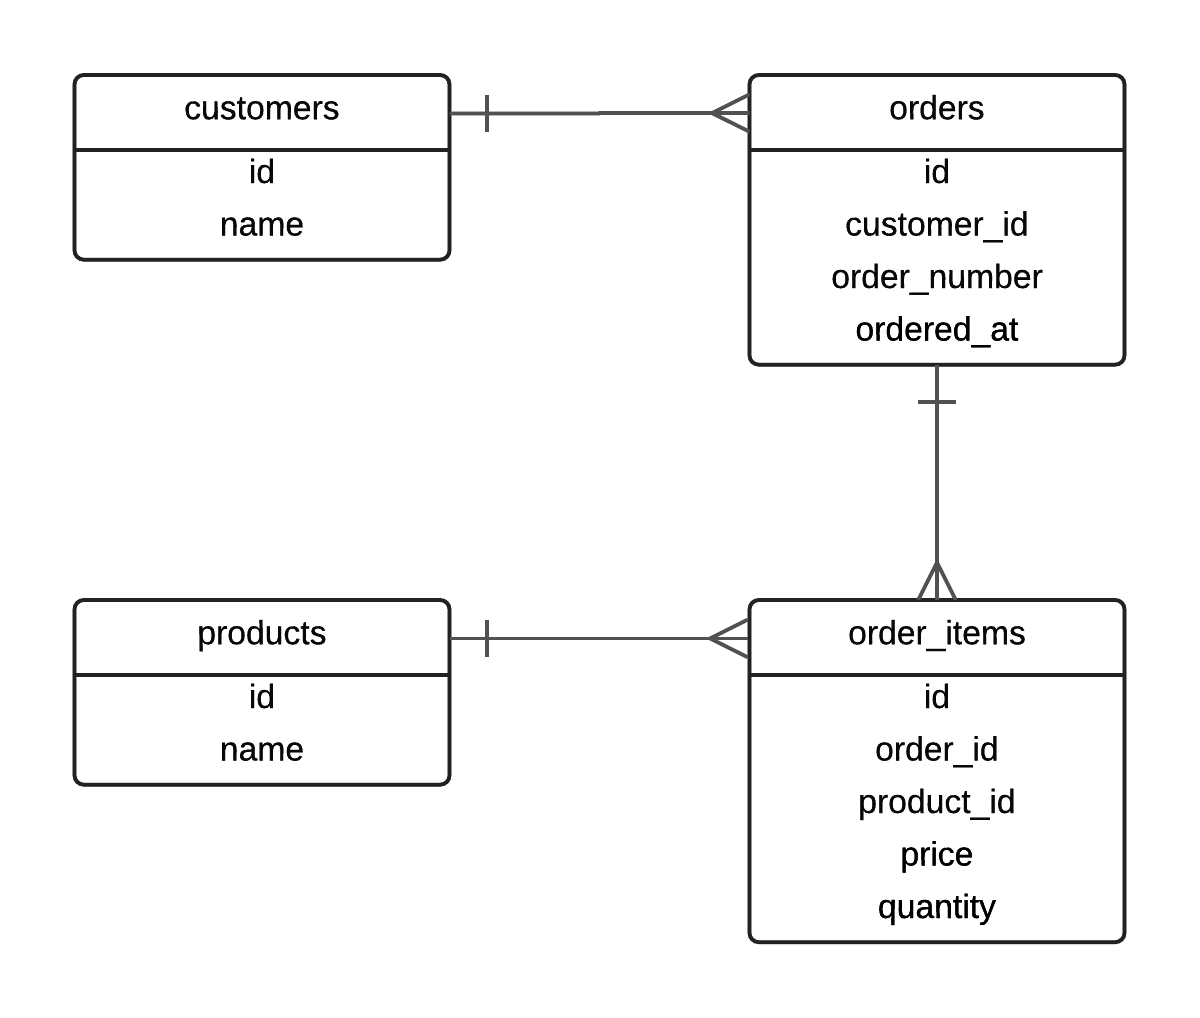 customers
id
name
orders
id
customer_id
order_number
ordered_at
products
id
name
order_items
id
order_id
product_id
price
quantity